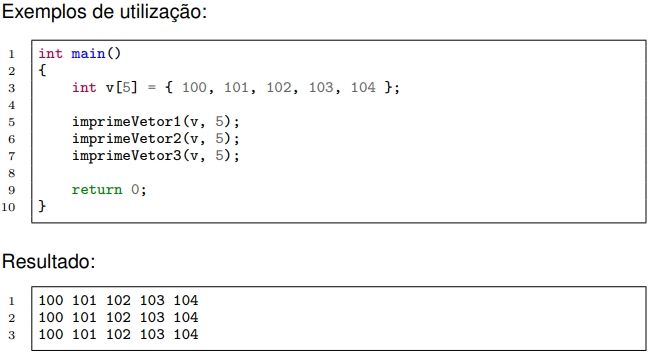 Exemplos de utilização:
1 int main()
2 {
3     int v[5] = { 100, 101, 102, 103, 104 };
4
5     imprimeVetor1(v, 5);
6     imprimeVetor2(v, 5);
7     imprimeVetor3(v, 5);
8
9     return 0;
10 }
Resultado:
1 100 101 102 103 104
2 100 101 102 103 104
3 100 101 102 103 104